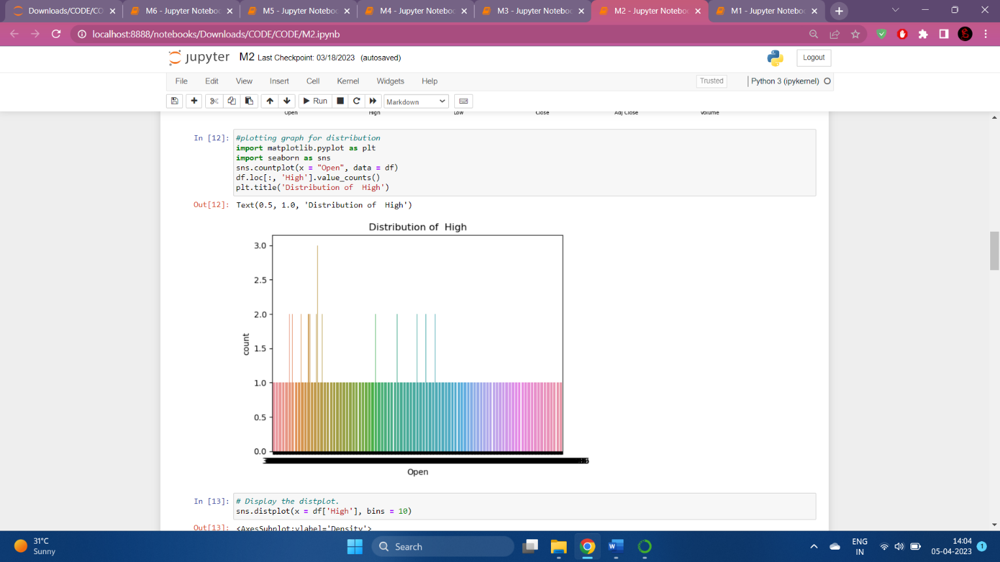 Downloads/CODE/CO
M6 - Jupyter Noteboo
M5 - Jupyter Noteboo
M4 - Jupyter Noteboo
M3 - Jupyter Noteboo
M2 - Jupyter Noteboo
M1 - Jupyter Noteboo
localhost:8888/notebooks/Downloads/CODE/CODE/M2.ipynb
jupyter M2 Last Checkpoint: 03/18/2023 (autosaved)
Logout
File Edit View Insert Cell Kernel Widgets Help
Trusted
Python 3 (ipykernel)
Run
Markdown
Open High Low Close Adj Close Volume
In [12]: #plotting graph for distribution
import matplotlib.pyplot as plt
import seaborn as sns
sns.countplot(x = "Open", data = df)
df.loc[:, 'High'].value_counts()
plt.title('Distribution of  High')
Out[12]: Text(0.5, 1.0, 'Distribution of  High')
Distribution of  High
3.0
2.5
2.0
1.5
1.0
0.5
0.0
count
Open
In [13]: # Display the distplot.
sns.distplot(x = df['High'], bins = 10)
Out[13]: <AxesSubplot:ylabel='Density'>
31°C
Sunny
Search
ENG
IN
14:04
05-04-2023
1